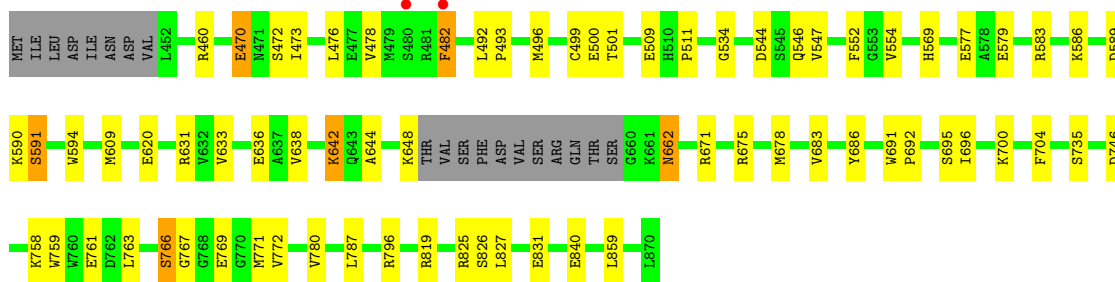 MET ILE LEU ASP ILE ASN ASP VAL L452 R460 E470 N471 S472 I473 L476 E477 V478 M479 S480 R481 F482 L492 P493 M496 C499 E500 T501 E509 H510 P511 G534 D544 S545 Q546 V547 F552 G553 V554 H569 E577 A578 E579 R583 K586
K590 S591 W594 M609 E620 R631 V632 V633 E636 A637 V638 K642 Q643 A644 K648 THR VAL SER PHE ASP VAL SER ARG GLN THR SER G660 K661 N662 R671 R675 M678 V683 Y686 W691 P692 S695 I696 K700 F704 S735
K758 W759 W760 E761 D762 L763 S766 G767 G768 E769 G770 M771 V772 V780 L787 R796 R819 R825 S826 L827 E831 E840 L859 L870